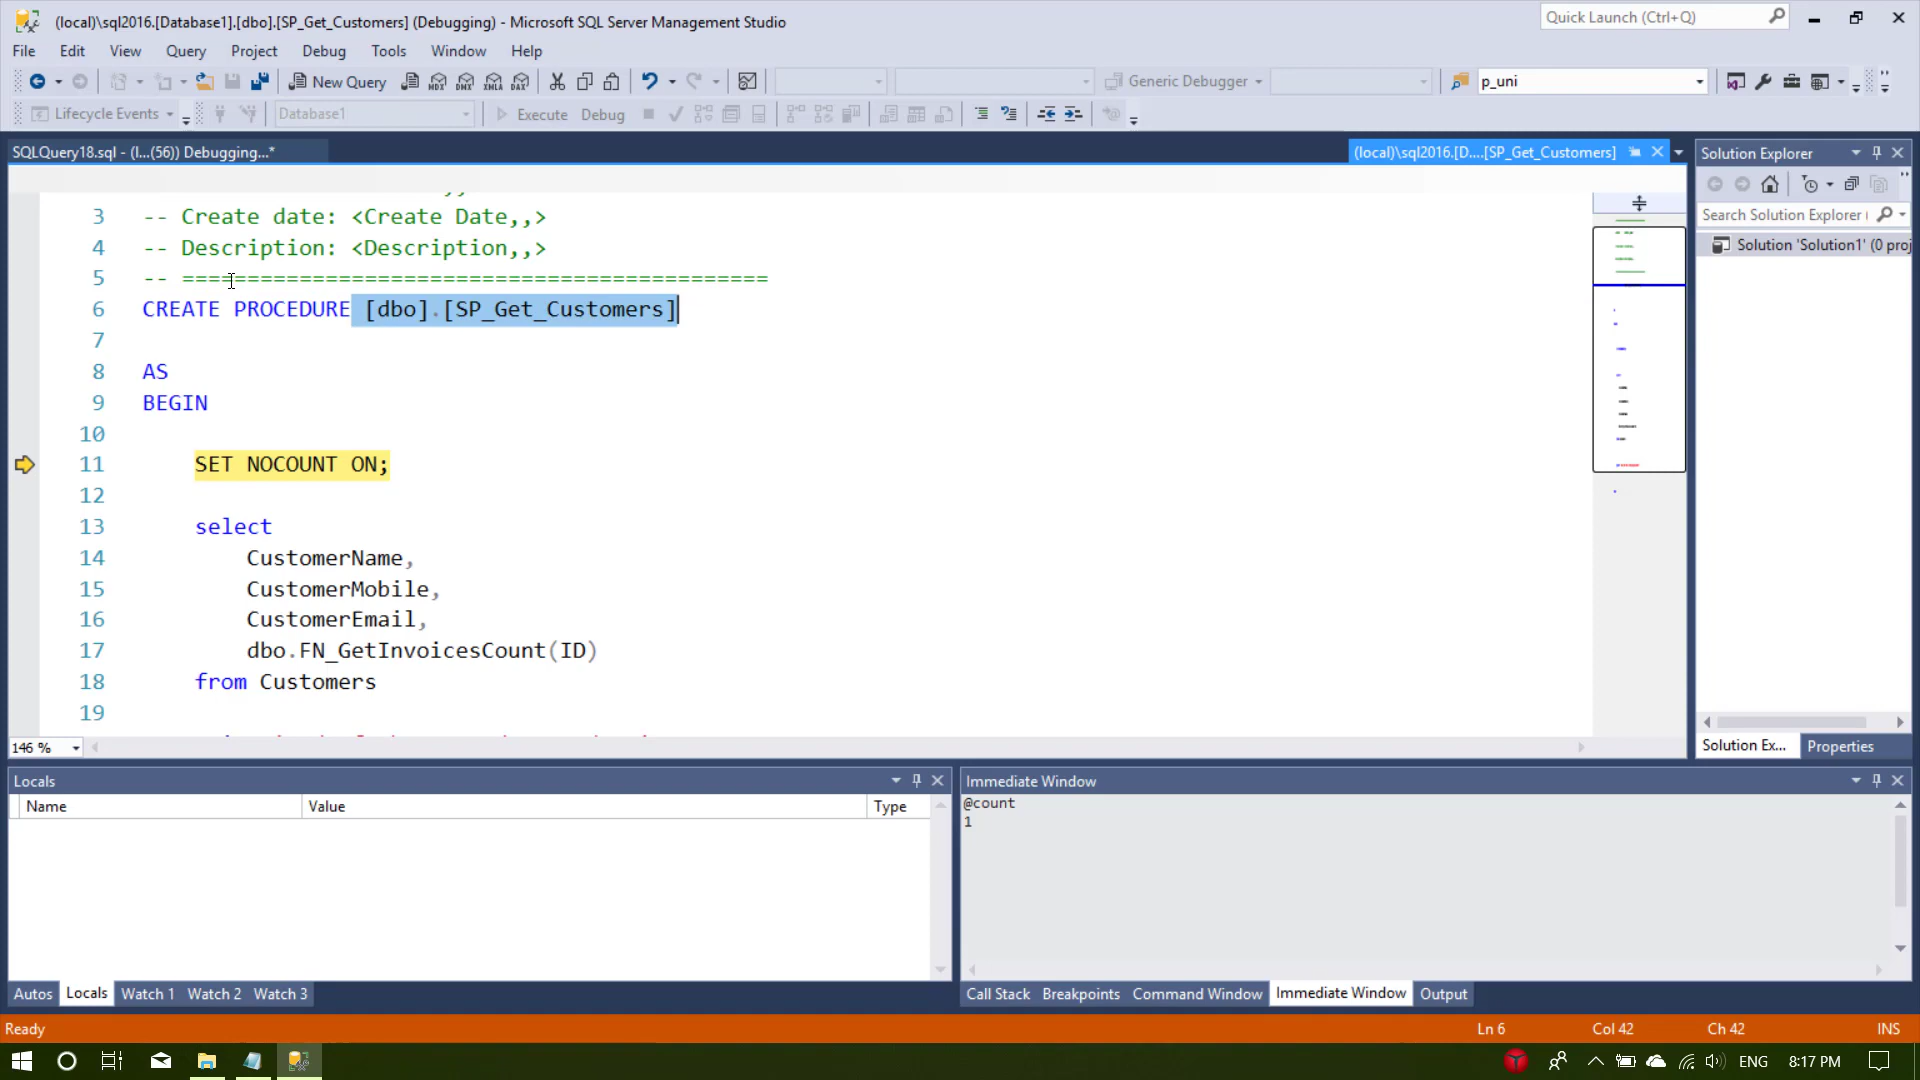 (local)\sql2016.[Database1].[dbo].[SP_Get_Customers] (Debugging) - Microsoft SQL Server Management Studio
Quick Launch (Ctrl+Q)
File Edit View Query Project Debug Tools Window Help
New Query MDX DMX XMLA DAX Generic Debugger p_uni
Lifecycle Events Database1 Execute Debug
SQLQuery18.sql - (l...(56)) Debugging...*
(local)\sql2016.[D....[SP_Get_Customers]
Solution Explorer
Search Solution Explorer (
Solution 'Solution1' (0 proj
3 -- Create date: <Create Date,,>
4 -- Description: <Description,,>
5 -- =============================================
6 CREATE PROCEDURE [dbo].[SP_Get_Customers]
7
8 AS
9 BEGIN
10
11 SET NOCOUNT ON;
12
13 select
14 CustomerName,
15 CustomerMobile,
16 CustomerEmail,
17 dbo.FN_GetInvoicesCount(ID)
18 from Customers
19
146 %
Solution Ex... Properties
Locals
Name Value Type
Immediate Window
@count
1
Autos Locals Watch 1 Watch 2 Watch 3
Call Stack Breakpoints Command Window Immediate Window Output
Ready Ln 6 Col 42 Ch 42 INS
ENG 8:17 PM